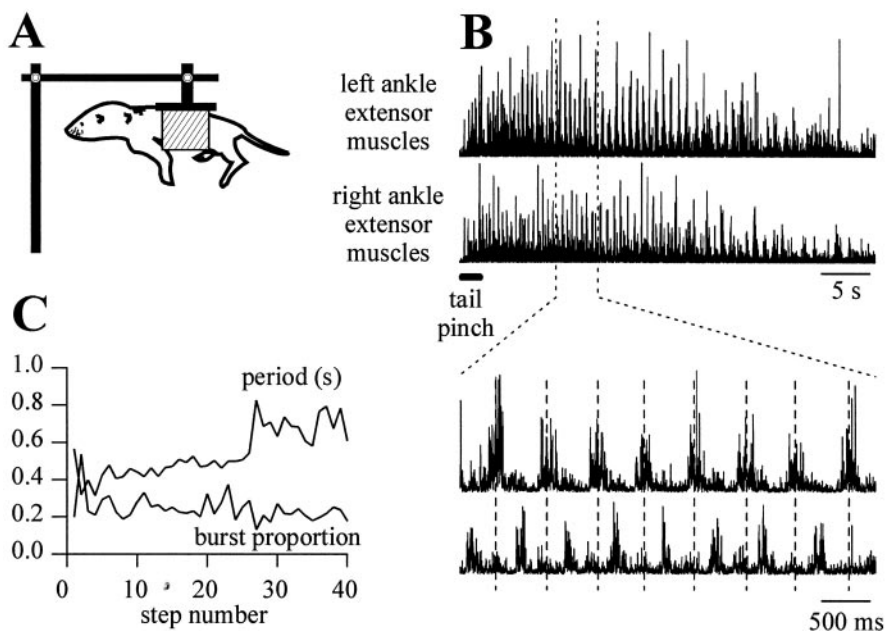 A
B
left ankle
extensor
muscles
right ankle
extensor
muscles
tail
pinch
5 s
C
1.0
0.8
0.6
0.4
0.2
0.0
period (s)
burst proportion
0 10 20 30 40
step number
500 ms